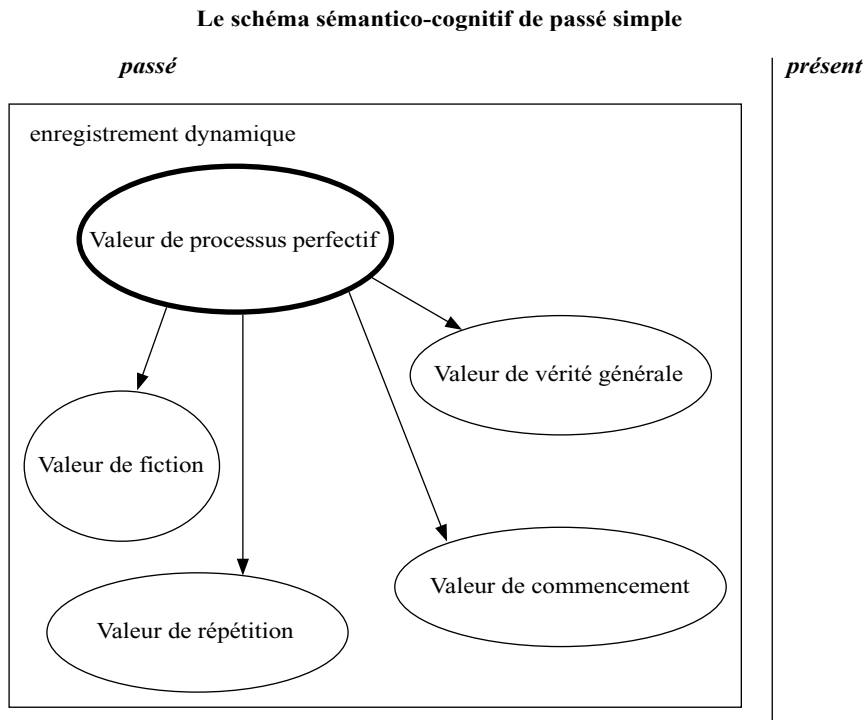 Le schéma sémantico-cognitif de passé simple
passé
présent
enregistrement dynamique
Valeur de processus perfectif
Valeur de vérité générale
Valeur de fiction
Valeur de commencement
Valeur de répétition